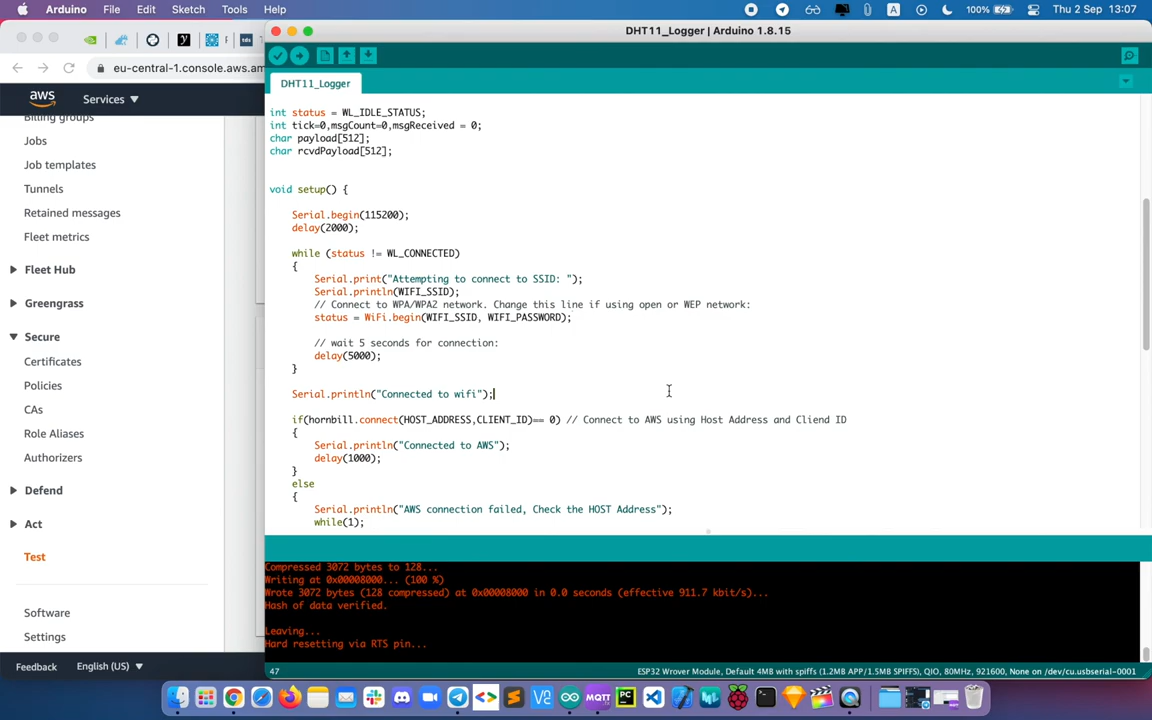 Arduino File Edit Sketch Tools Help
A 100% Thu 2 Sep 13:07
DHT11_Logger | Arduino 1.8.15
eu-central-1.console.aws.am
DHT11_Logger
aws Services ▼
Billing groups
Jobs
Job templates
Tunnels
Retained messages
Fleet metrics
Fleet Hub
Greengrass
Secure
Certificates
Policies
CAs
Role Aliases
Authorizers
Defend
Act
Test
Software
Settings
Feedback English (US) ▼
int status = WL_IDLE_STATUS;
int tick=0,msgCount=0,msgReceived = 0;
char payload[512];
char rcvdPayload[512];
void setup() {
Serial.begin(115200);
delay(2000);
while (status != WL_CONNECTED)
{
Serial.print("Attempting to connect to SSID: ");
Serial.println(WIFI_SSID);
// Connect to WPA/WPA2 network. Change this line if using open or WEP network:
status = WiFi.begin(WIFI_SSID, WIFI_PASSWORD);
// wait 5 seconds for connection:
delay(5000);
}
Serial.println("Connected to wifi");
if(hornbill.connect(HOST_ADDRESS,CLIENT_ID)== 0) // Connect to AWS using Host Address and Cliend ID
{
Serial.println("Connected to AWS");
delay(1000);
}
else
{
Serial.println("AWS connection failed, Check the HOST Address");
while(1);
Compressed 3072 bytes to 128...
Writing at 0x00008000... (100 %)
Wrote 3072 bytes (128 compressed) at 0x00008000 in 0.0 seconds (effective 911.7 kbit/s)...
Hash of data verified.
Leaving...
Hard resetting via RTS pin...
47 ESP32 Wrover Module, Default 4MB with spiffs (1.2MB APP/1.5MB SPIFFS), QIO, 80MHz, 921600, None on /dev/cu.usbserial-0001